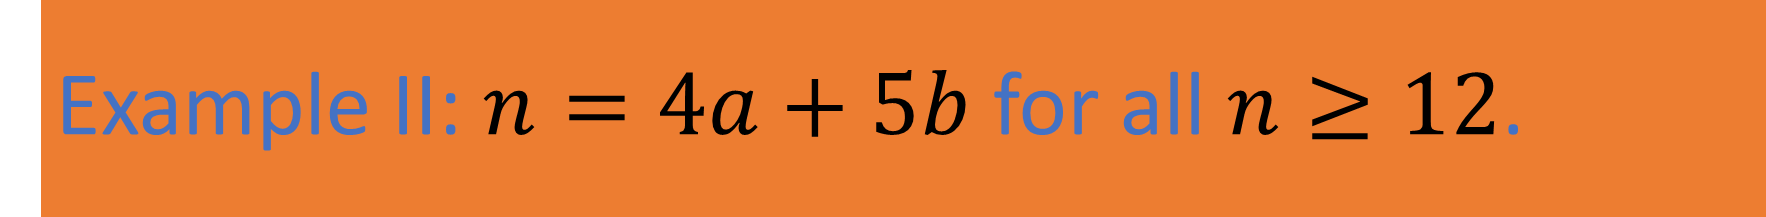 Example II: n = 4a + 5b for all n ≥ 12.